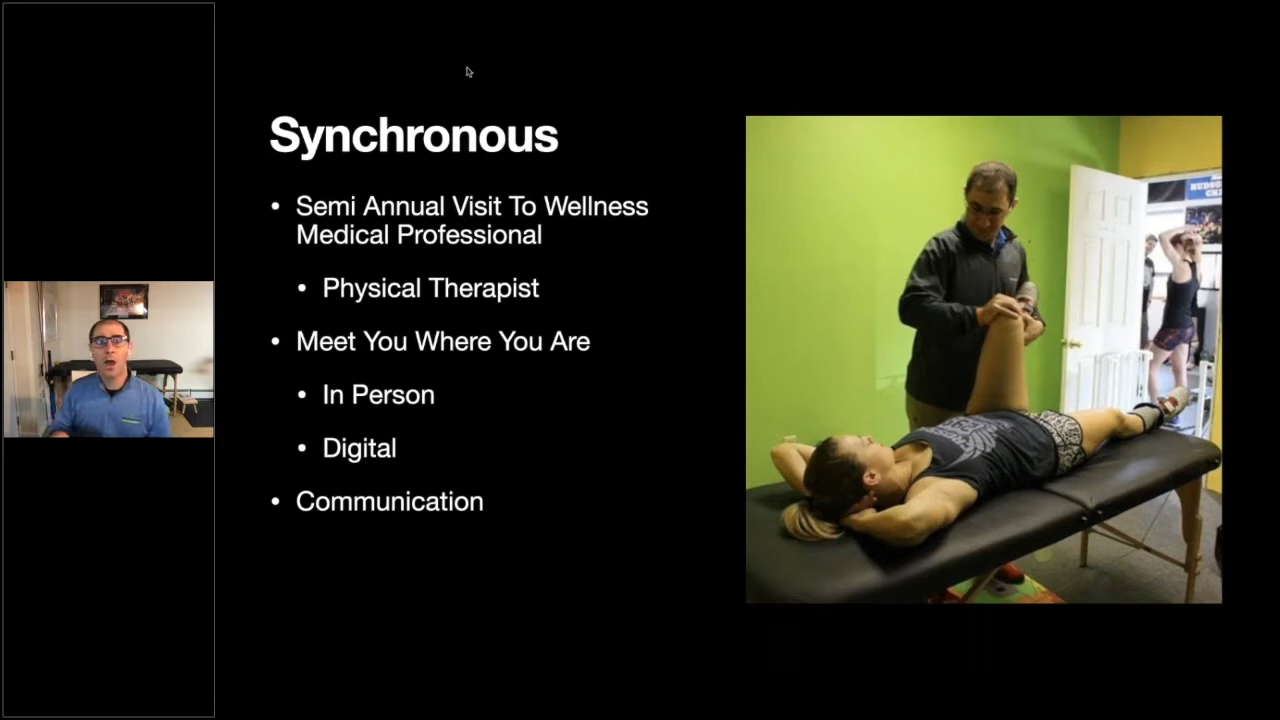 Synchronous
• Semi Annual Visit To Wellness
Medical Professional
• Physical Therapist
• Meet You Where You Are
• In Person
• Digital
• Communication